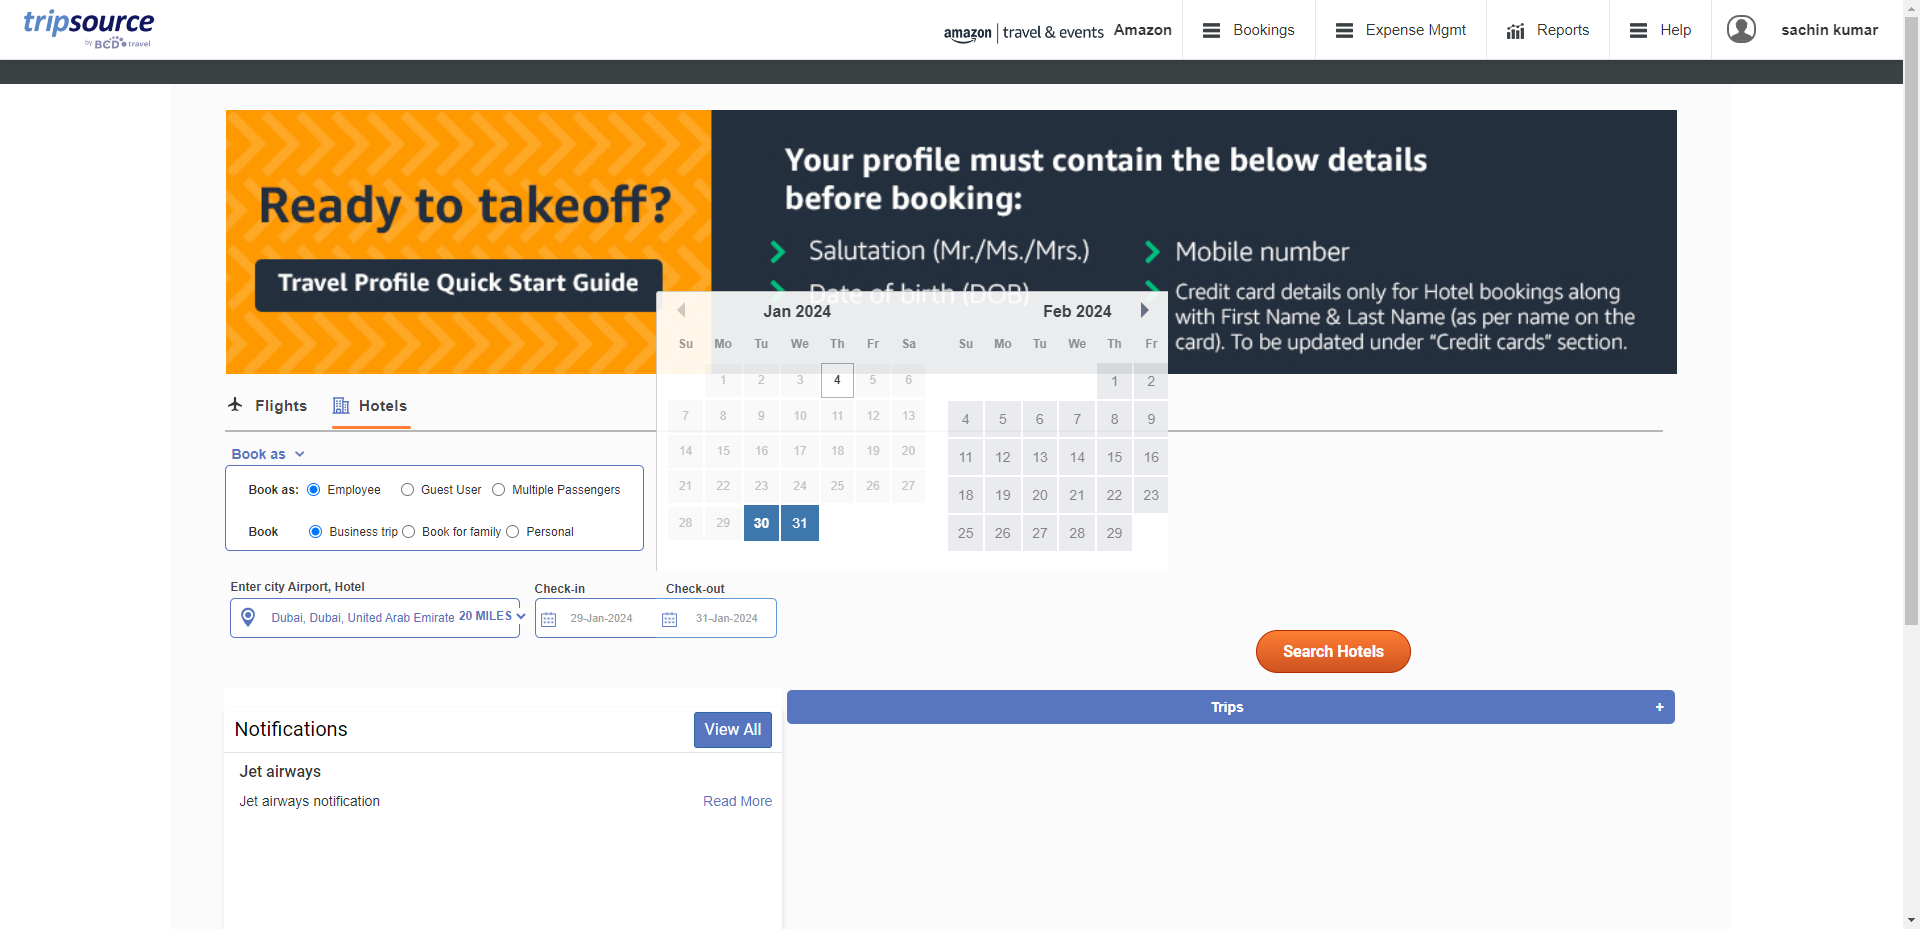 tripsource
by BCD travel
amazon | travel & events Amazon
Bookings
Expense Mgmt
Reports
Help
sachin kumar
Ready to takeoff?
Travel Profile Quick Start Guide
Your profile must contain the below details
before booking:
Salutation (Mr./Ms./Mrs.)
Date of birth (DOB)
Mobile number
Credit card details only for Hotel bookings along
with First Name & Last Name (as per name on the
card). To be updated under “Credit cards” section.
Jan 2024
Su Mo Tu We Th Fr Sa
1 2 3 4 5 6
7 8 9 10 11 12 13
14 15 16 17 18 19 20
21 22 23 24 25 26 27
28 29 30 31
Feb 2024
Su Mo Tu We Th Fr
1 2
4 5 6 7 8 9
11 12 13 14 15 16
18 19 20 21 22 23
25 26 27 28 29
Flights
Hotels
Book as
Book as: Employee Guest User Multiple Passengers
Book Business trip Book for family Personal
Enter city Airport, Hotel
Dubai, Dubai, United Arab Emirate 20 MILES
Check-in
29-Jan-2024
Check-out
31-Jan-2024
Search Hotels
Trips +
Notifications
View All
Jet airways
Jet airways notification
Read More